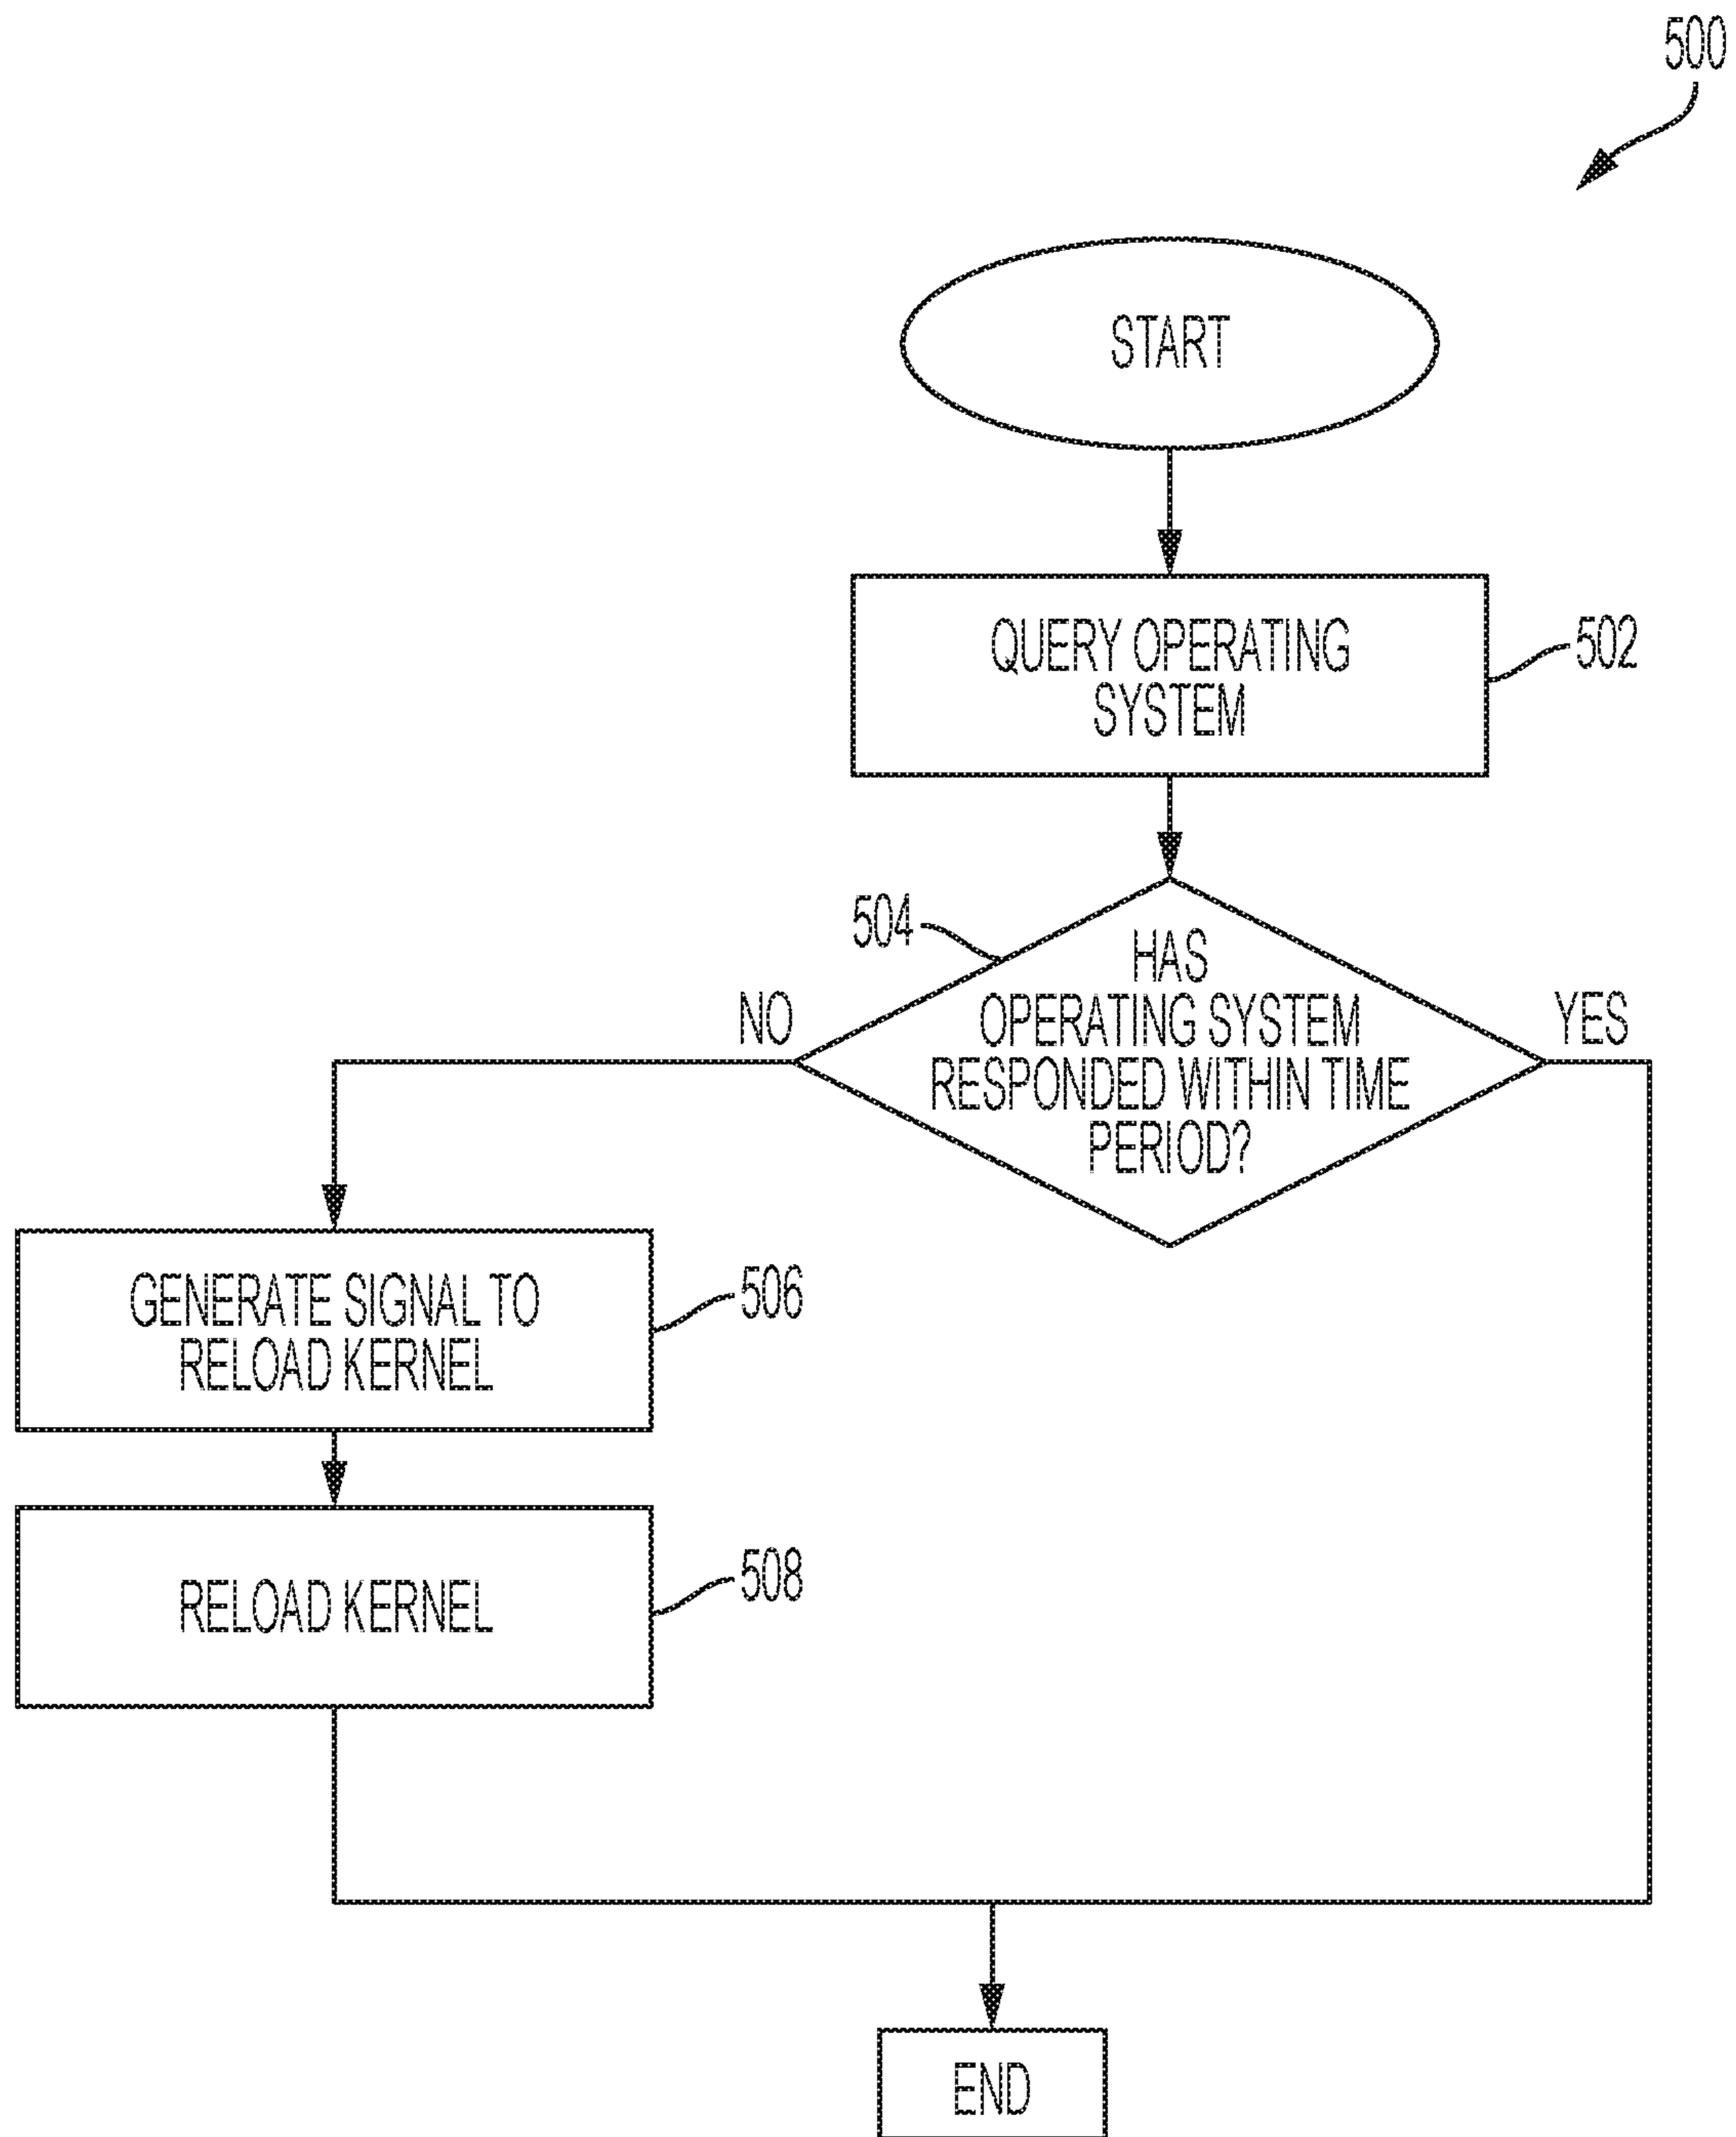 500
START
QUERY OPERATING
SYSTEM
502
504
HAS
OPERATING SYSTEM
RESPONDED WITHIN TIME
PERIOD?
NO
YES
GENERATE SIGNAL TO
RELOAD KERNEL
506
RELOAD KERNEL
508
END